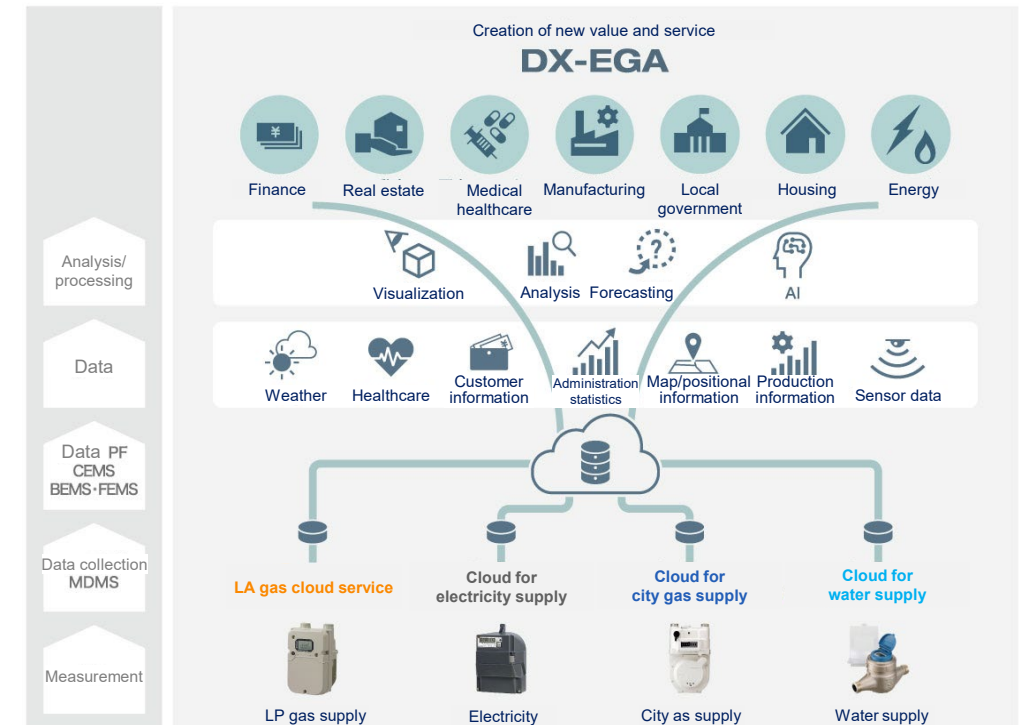 Creation of new value and service
DX-EGA
Finance
Real estate
Medical
healthcare
Manufacturing
Local
government
Housing
Energy
Analysis/
processing
Visualization
Analysis
Forecasting
AI
Data
Weather
Healthcare
Customer
information
Administration
statistics
Map/positional
information
Production
information
Sensor data
Data PF
CEMS
BEMS・FEMS
Data collection
MDMS
LA gas cloud service
Cloud for
electricity supply
Cloud for
city gas supply
Cloud for
water supply
Measurement
LP gas supply
Electricity
City as supply
Water supply